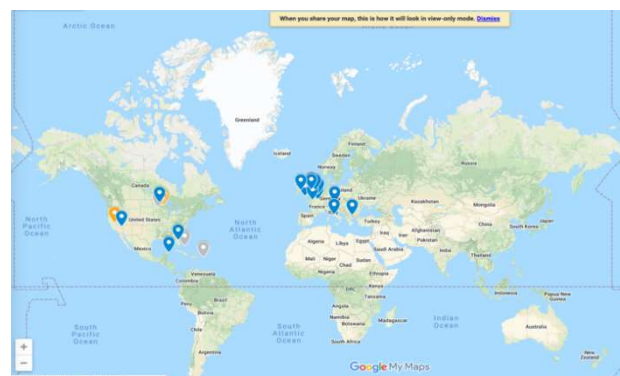 When you share your map, this is how it will look in view-only mode. Dismiss
Arctic Ocean
Greenland
Iceland
Finland
Sweden
Norway
Russia
Canada
Ukraine
Kazakhstan
Mongolia
France
Spain
Turkey
United States
North
Pacific
Ocean
North
Atlantic
Ocean
China
Japan
South Korea
Iraq
Iran
Afghanistan
Pakistan
Algeria
Libya
Egypt
Saudi Arabia
India
Thailand
Mexico
Mali
Niger
Chad
Sudan
Nigeria
Ethiopia
Venezuela
Colombia
DRC
Tanzania
Indonesia
Papua New
Guinea
Brazil
Peru
Bolivia
Angola
Namibia
Botswana
Madagascar
Indian
Ocean
Australia
South
Pacific
Ocean
Chile
South
Atlantic
Ocean
South Africa
Argentina
New
Zealand
Google My Maps